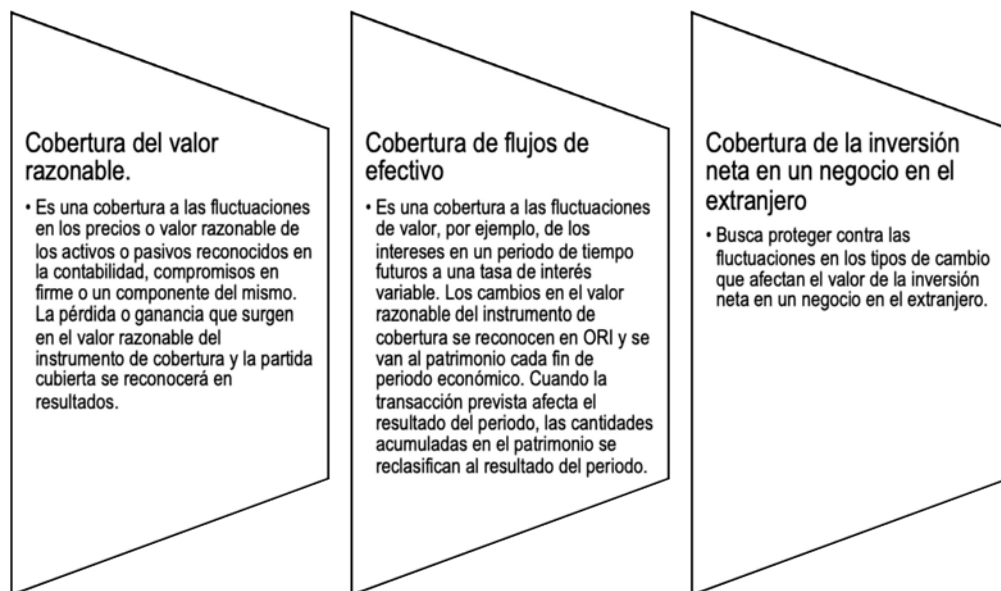 Cobertura del valor
razonable.
• Es una cobertura a las fluctuaciones
en los precios o valor razonable de
los activos o pasivos reconocidos en
la contabilidad, compromisos en
firme o un componente del mismo.
La pérdida o ganancia que surgen
en el valor razonable del
instrumento de cobertura y la partida
cubierta se reconocerá en
resultados.
Cobertura de flujos de
efectivo
• Es una cobertura a las fluctuaciones
de valor, por ejemplo, de los
intereses en un periodo de tiempo
futuros a una tasa de interés
variable. Los cambios en el valor
razonable del instrumento de
cobertura se reconocen en ORI y se
van al patrimonio cada fin de
periodo económico. Cuando la
transacción prevista afecta el
resultado del periodo, las cantidades
acumuladas en el patrimonio se
reclasifican al resultado del periodo.
Cobertura de la inversión
neta en un negocio en el
extranjero
• Busca proteger contra las
fluctuaciones en los tipos de cambio
que afectan el valor de la inversión
neta en un negocio en el extranjero.